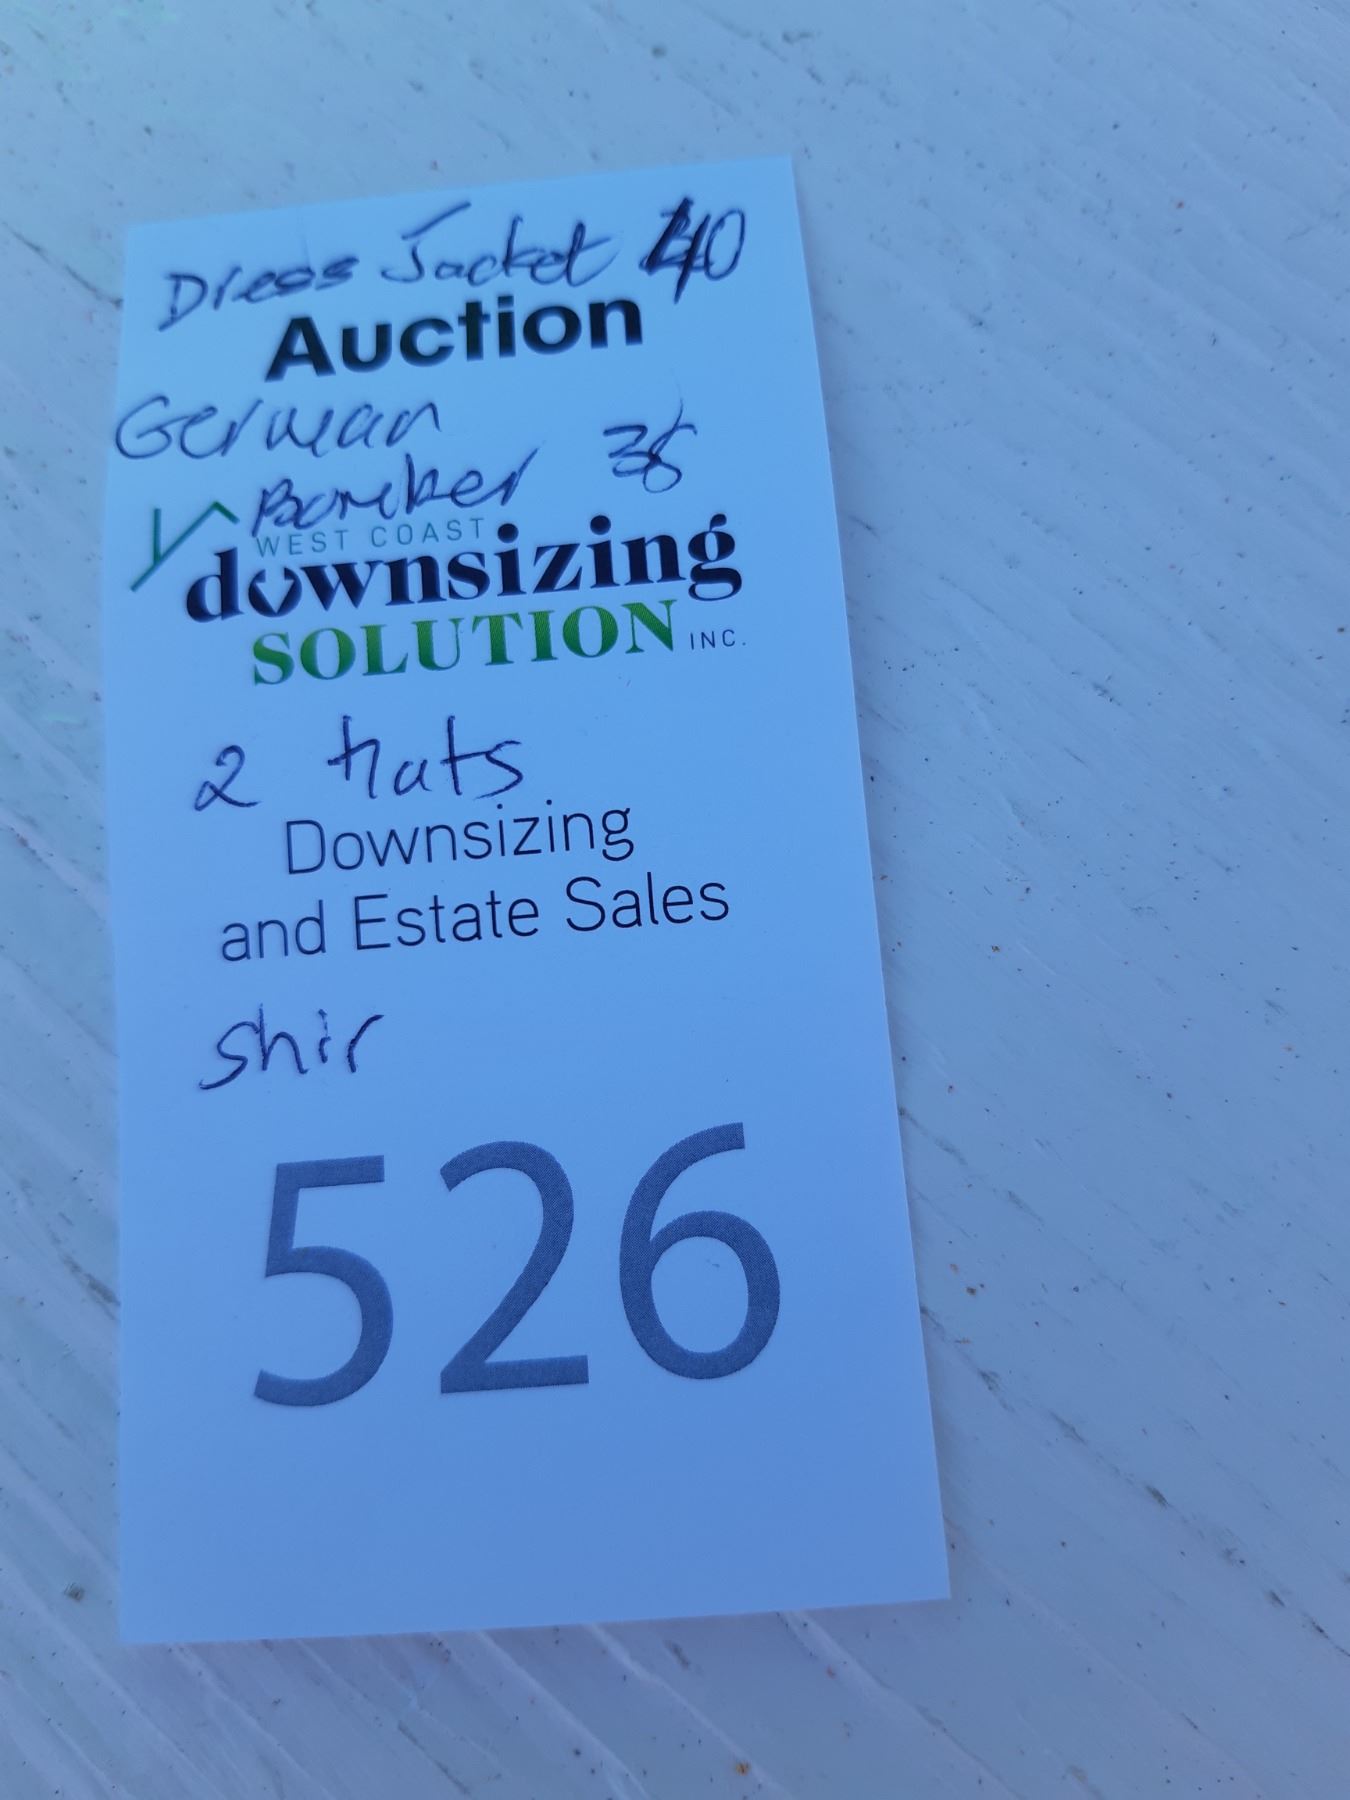 Dress Jacket 40
Auction
German
Bomber 38
WEST COAST
downsizing
SOLUTION INC.
2 hats
Downsizing
and Estate Sales
shir
526